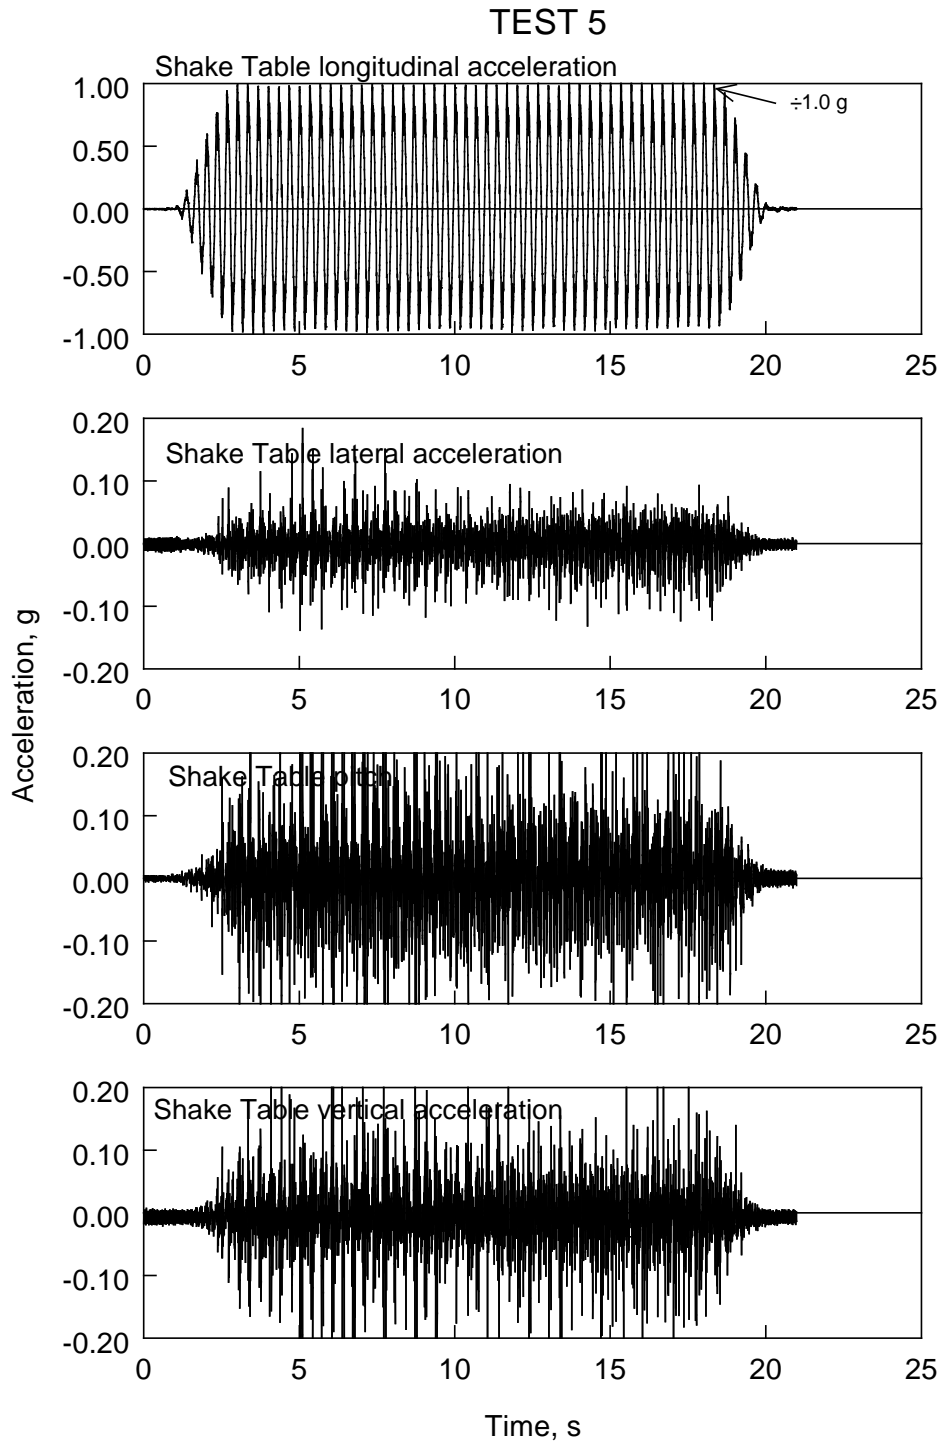 TEST 5
Shake Table longitudinal acceleration
÷1.0 g
1.00
0.50
0.00
-0.50
-1.00
0 5 10 15 20 25
Shake Table lateral acceleration
0.20
0.10
0.00
-0.10
-0.20
0 5 10 15 20 25
Acceleration, g
Shake Table pitch
0.20
0.10
0.00
-0.10
-0.20
0 5 10 15 20 25
Shake Table vertical acceleration
0.20
0.10
0.00
-0.10
-0.20
0 5 10 15 20 25
Time, s